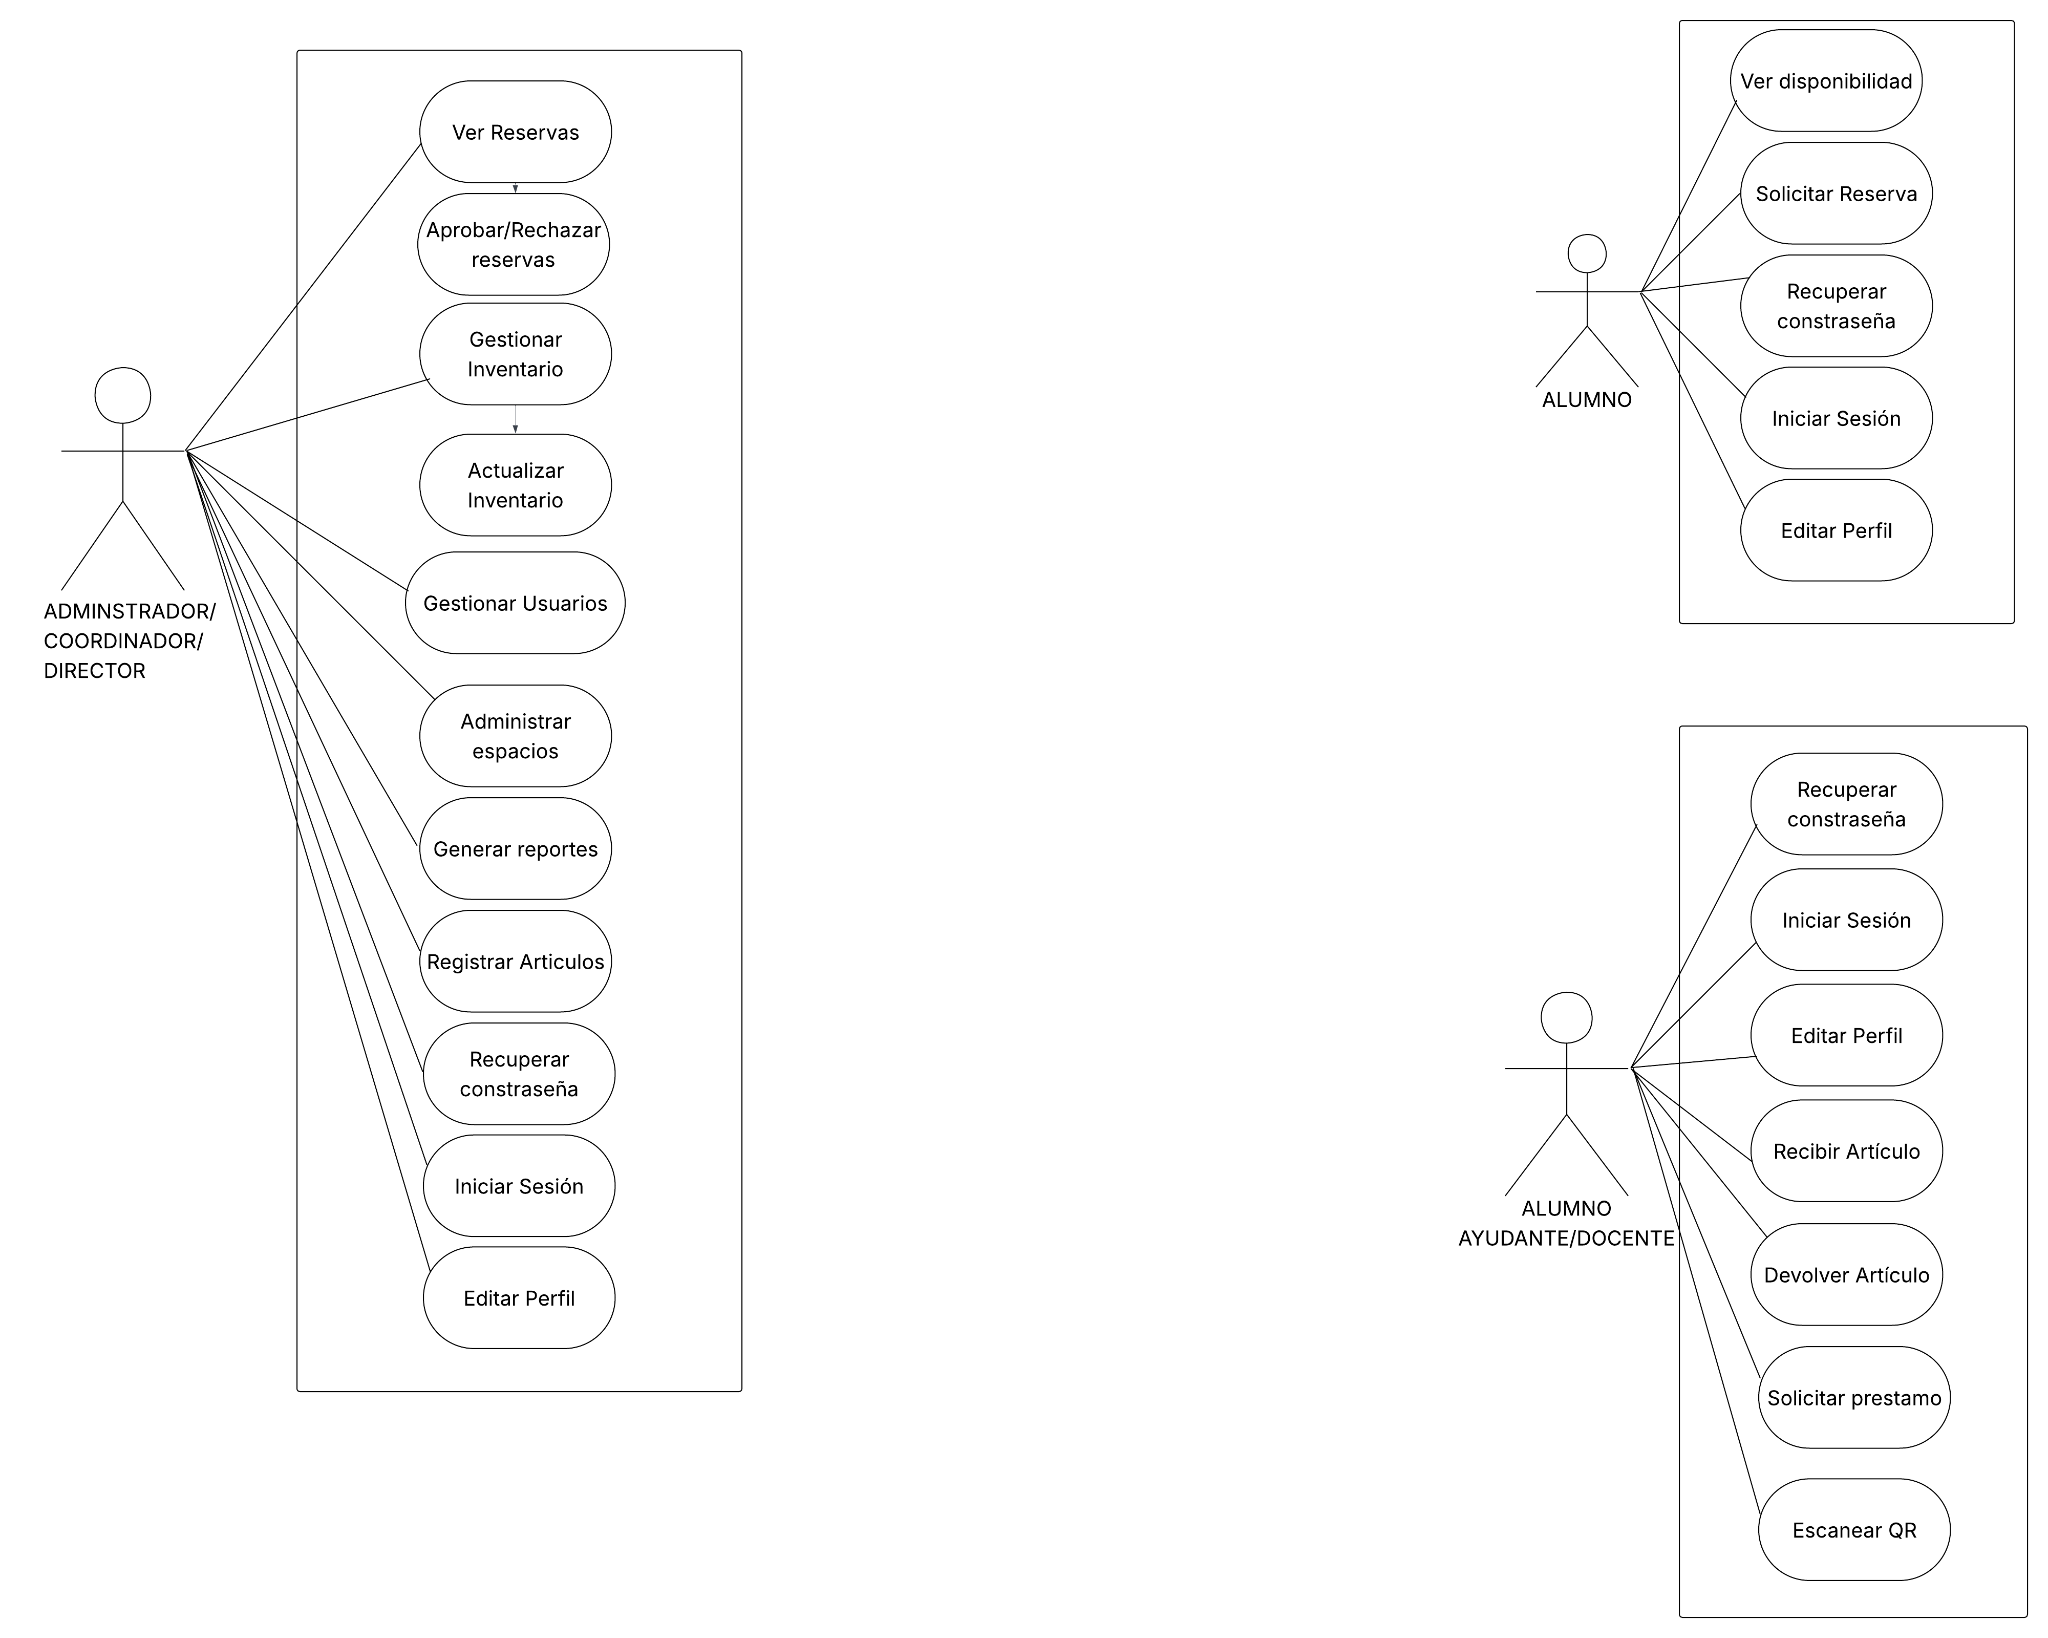 Ver Reservas
Aprobar/Rechazar
reservas
Gestionar
Inventario
Actualizar
Inventario
Gestionar Usuarios
ADMINSTRADOR/
COORDINADOR/
DIRECTOR
Administrar
espacios
Generar reportes
Registrar Articulos
Recuperar
constraseña
Iniciar Sesión
Editar Perfil
Ver disponibilidad
Solicitar Reserva
Recuperar
constraseña
ALUMNO
Iniciar Sesión
Editar Perfil
Recuperar
constraseña
Iniciar Sesión
Editar Perfil
Recibir Artículo
ALUMNO
AYUDANTE/DOCENTE
Devolver Artículo
Solicitar prestamo
Escanear QR